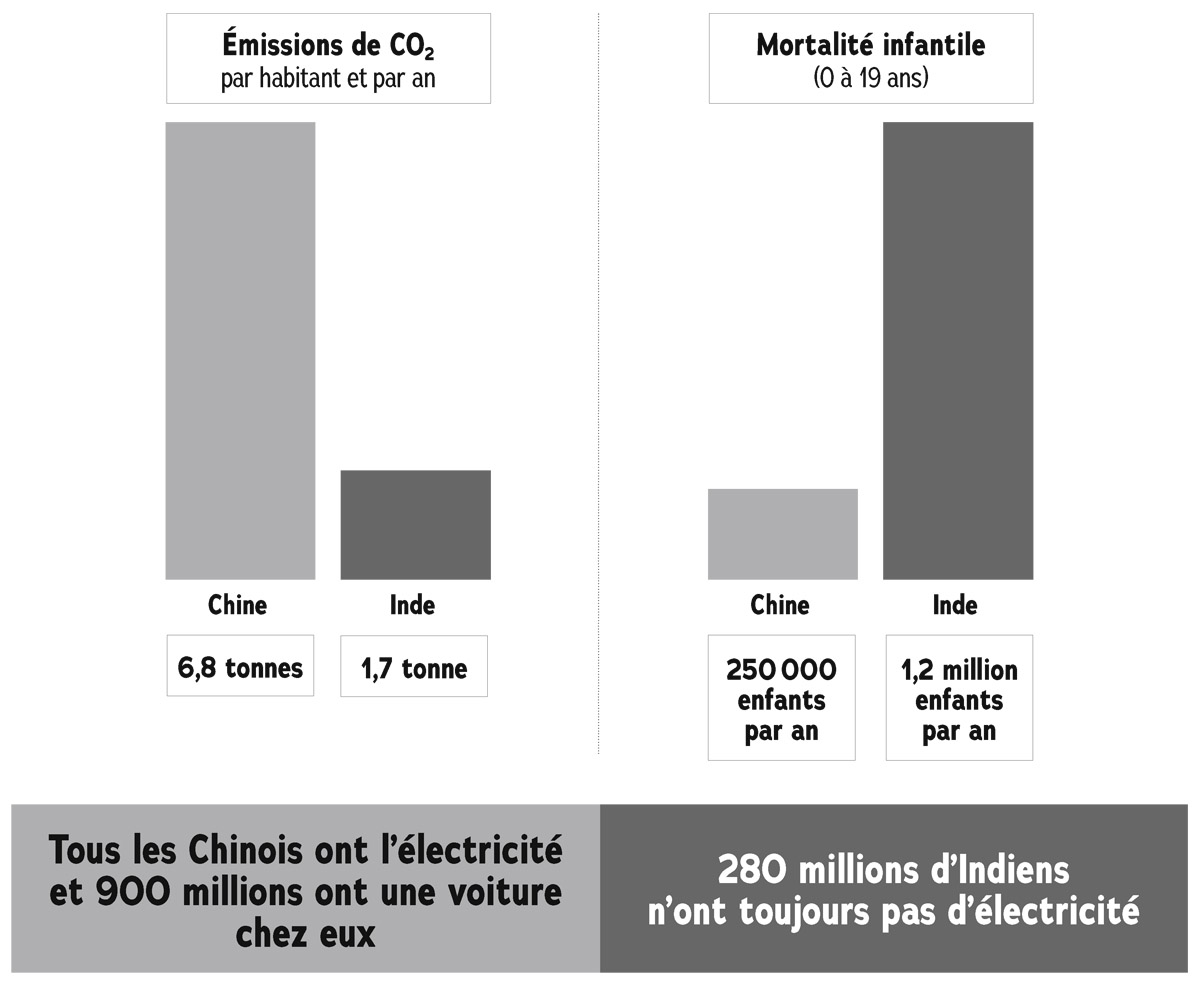 Émissions de CO₂
par habitant et par an
Chine
Inde
6,8 tonnes
1,7 tonne
Mortalité infantile
(0 à 19 ans)
Chine
Inde
250 000
enfants
par an
1,2 million
enfants
par an
Tous les Chinois ont l’électricité
et 900 millions ont une voiture
chez eux
280 millions d’Indiens
n’ont toujours pas d’électricité